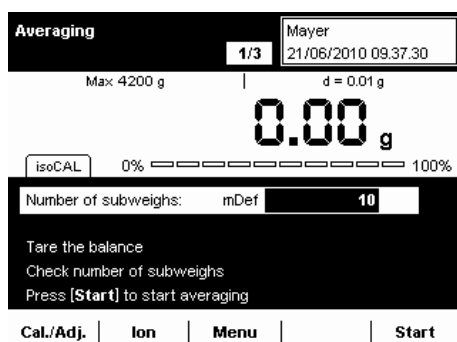 Averaging
1/3
Mayer
21/06/2010 09.37.30
Max 4200 g
d = 0.01 g
0.00 g
isoCAL 0% 100%
Number of subweighs: mDef 10
Tare the balance
Check number of subweighs
Press [Start] to start averaging
Cal./Adj. Ion Menu Start